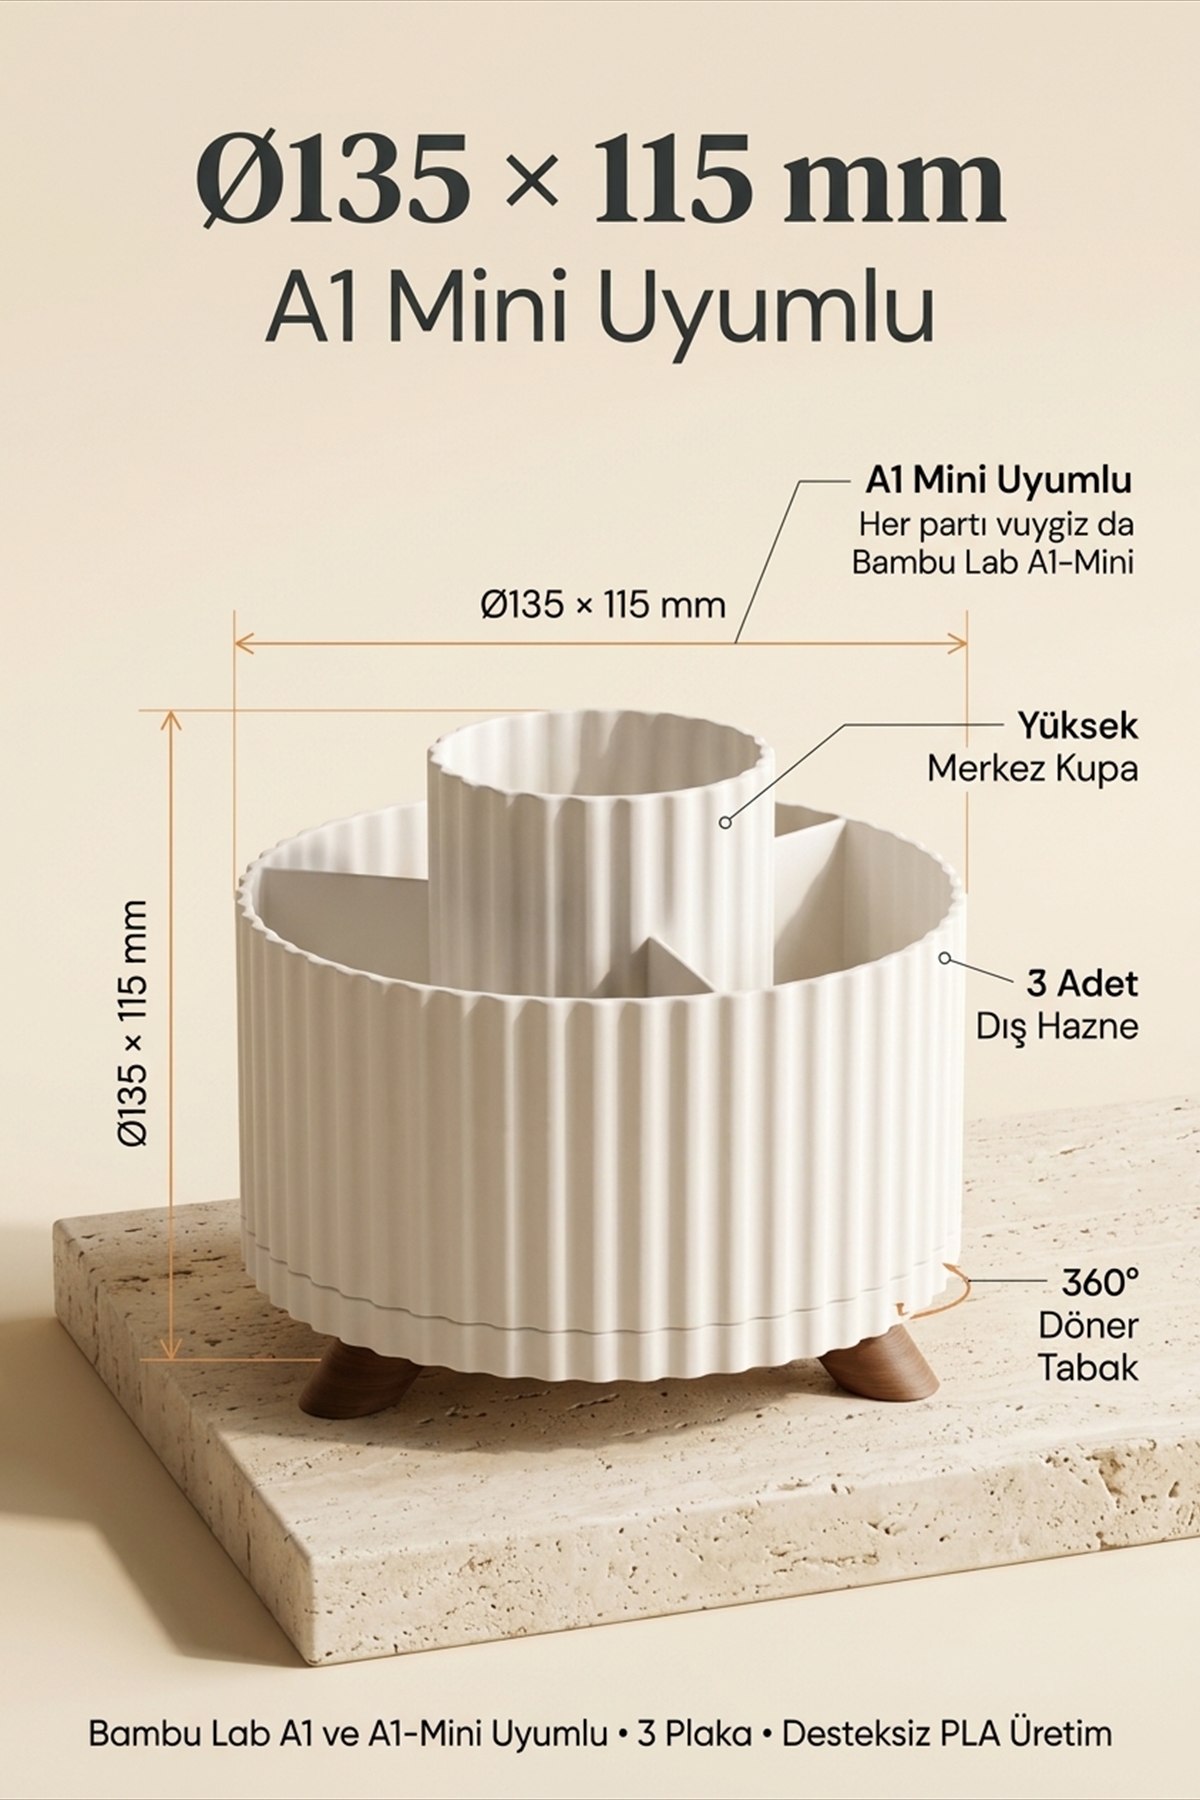 Ø135 × 115 mm
A1 Mini Uyumlu
A1 Mini Uyumlu
Her partı vuygiz da
Bambu Lab A1-Mini
Ø135 × 115 mm
Yüksek
Merkez Kupa
Ø135 × 115 mm
3 Adet
Dış Hazne
360°
Döner
Tabak
Bambu Lab A1 ve A1-Mini Uyumlu • 3 Plaka • Desteksiz PLA Üretim